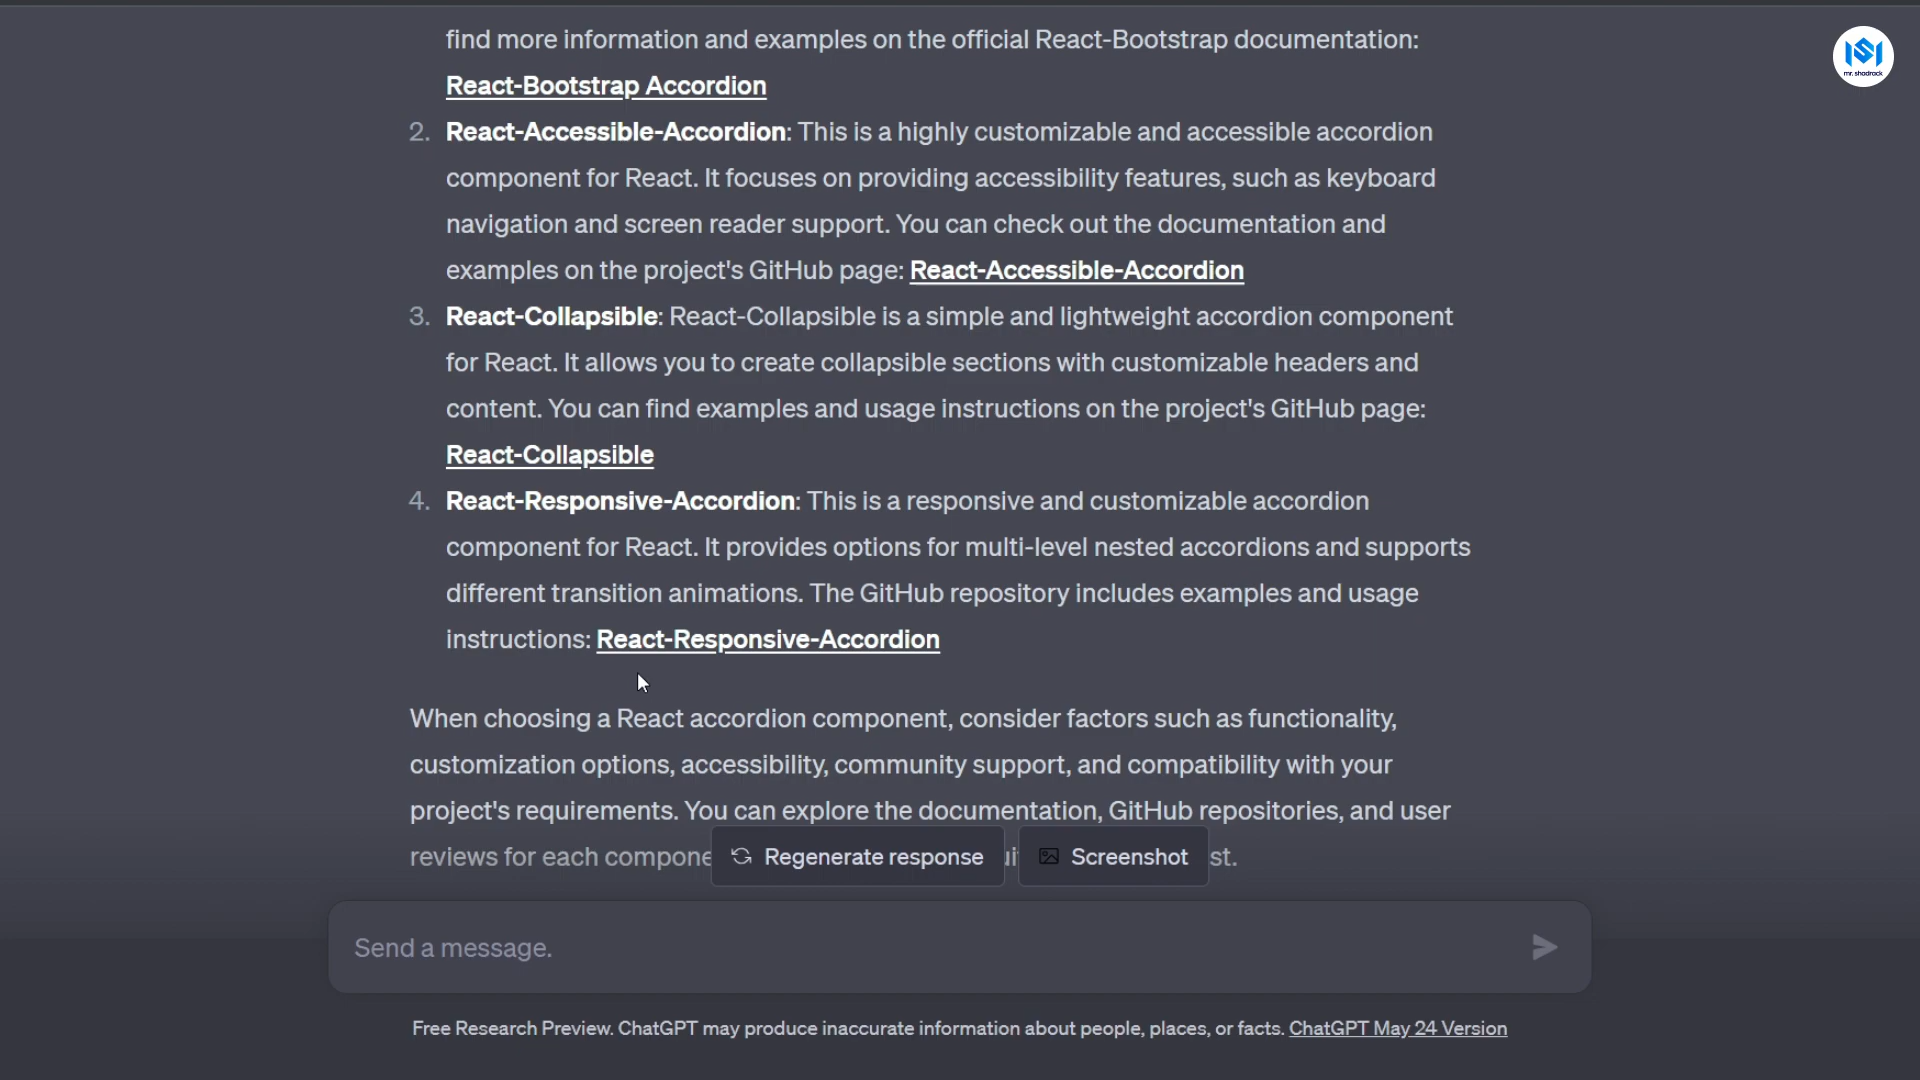 find more information and examples on the official React-Bootstrap documentation:
React-Bootstrap Accordion
2. React-Accessible-Accordion: This is a highly customizable and accessible accordion
component for React. It focuses on providing accessibility features, such as keyboard
navigation and screen reader support. You can check out the documentation and
examples on the project's GitHub page: React-Accessible-Accordion
3. React-Collapsible: React-Collapsible is a simple and lightweight accordion component
for React. It allows you to create collapsible sections with customizable headers and
content. You can find examples and usage instructions on the project's GitHub page:
React-Collapsible
4. React-Responsive-Accordion: This is a responsive and customizable accordion
component for React. It provides options for multi-level nested accordions and supports
different transition animations. The GitHub repository includes examples and usage
instructions: React-Responsive-Accordion
When choosing a React accordion component, consider factors such as functionality,
customization options, accessibility, community support, and compatibility with your
project's requirements. You can explore the documentation, GitHub repositories, and user
reviews for each
Regenerate response
Screenshot
Send a message.
Free Research Preview. ChatGPT may produce inaccurate information about people, places, or facts. ChatGPT May 24 Version
mr. shadrack